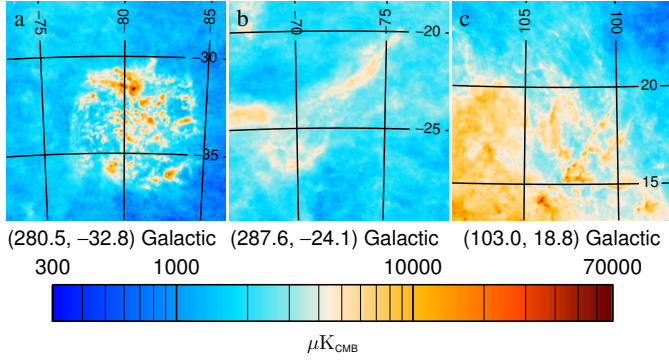 a −75 −80 −85 −30 −35
b −70 −75 −20 −25
c 105 100 20 15
(280.5, −32.8) Galactic (287.6, −24.1) Galactic (103.0, 18.8) Galactic
300 1000 10000 70000
μK_CMB